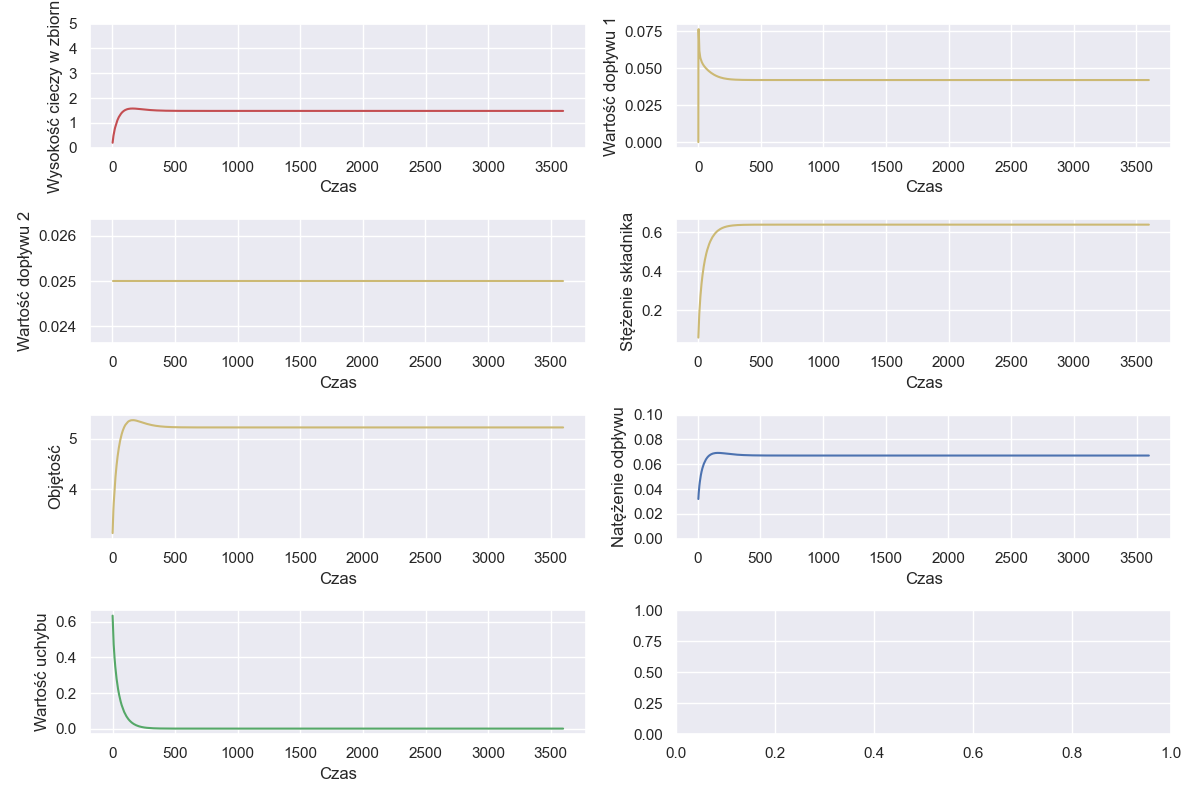 Wysokość cieczy w zbiorn
5
4
3
2
1
0
0 500 1000 1500 2000 2500 3000 3500
Czas
Wartość dopływu 1
0.075
0.050
0.025
0.000
0 500 1000 1500 2000 2500 3000 3500
Czas
Wartość dopływu 2
0.026
0.025
0.024
0 500 1000 1500 2000 2500 3000 3500
Czas
Stężenie składnika
0.6
0.4
0.2
0 500 1000 1500 2000 2500 3000 3500
Czas
Objętość
5
4
0 500 1000 1500 2000 2500 3000 3500
Czas
Natężenie odpływu
0.10
0.08
0.06
0.04
0.02
0.00
0 500 1000 1500 2000 2500 3000 3500
Czas
Wartość uchybu
0.6
0.4
0.2
0.0
0 500 1000 1500 2000 2500 3000 3500
Czas
1.00
0.75
0.50
0.25
0.00
0.0 0.2 0.4 0.6 0.8 1.0